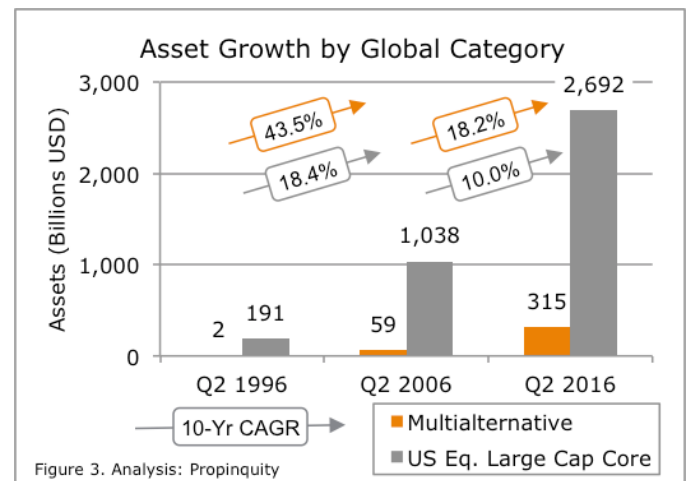 Asset Growth by Global Category
Assets (Billions USD)
3,000
2,000
1,000
0
43.5%
18.4%
18.2%
10.0%
2
191
59
1,038
315
2,692
Q2 1996
Q2 2006
Q2 2016
10-Yr CAGR
Multialternative
US Eq. Large Cap Core
Figure 3. Analysis: Propinquity